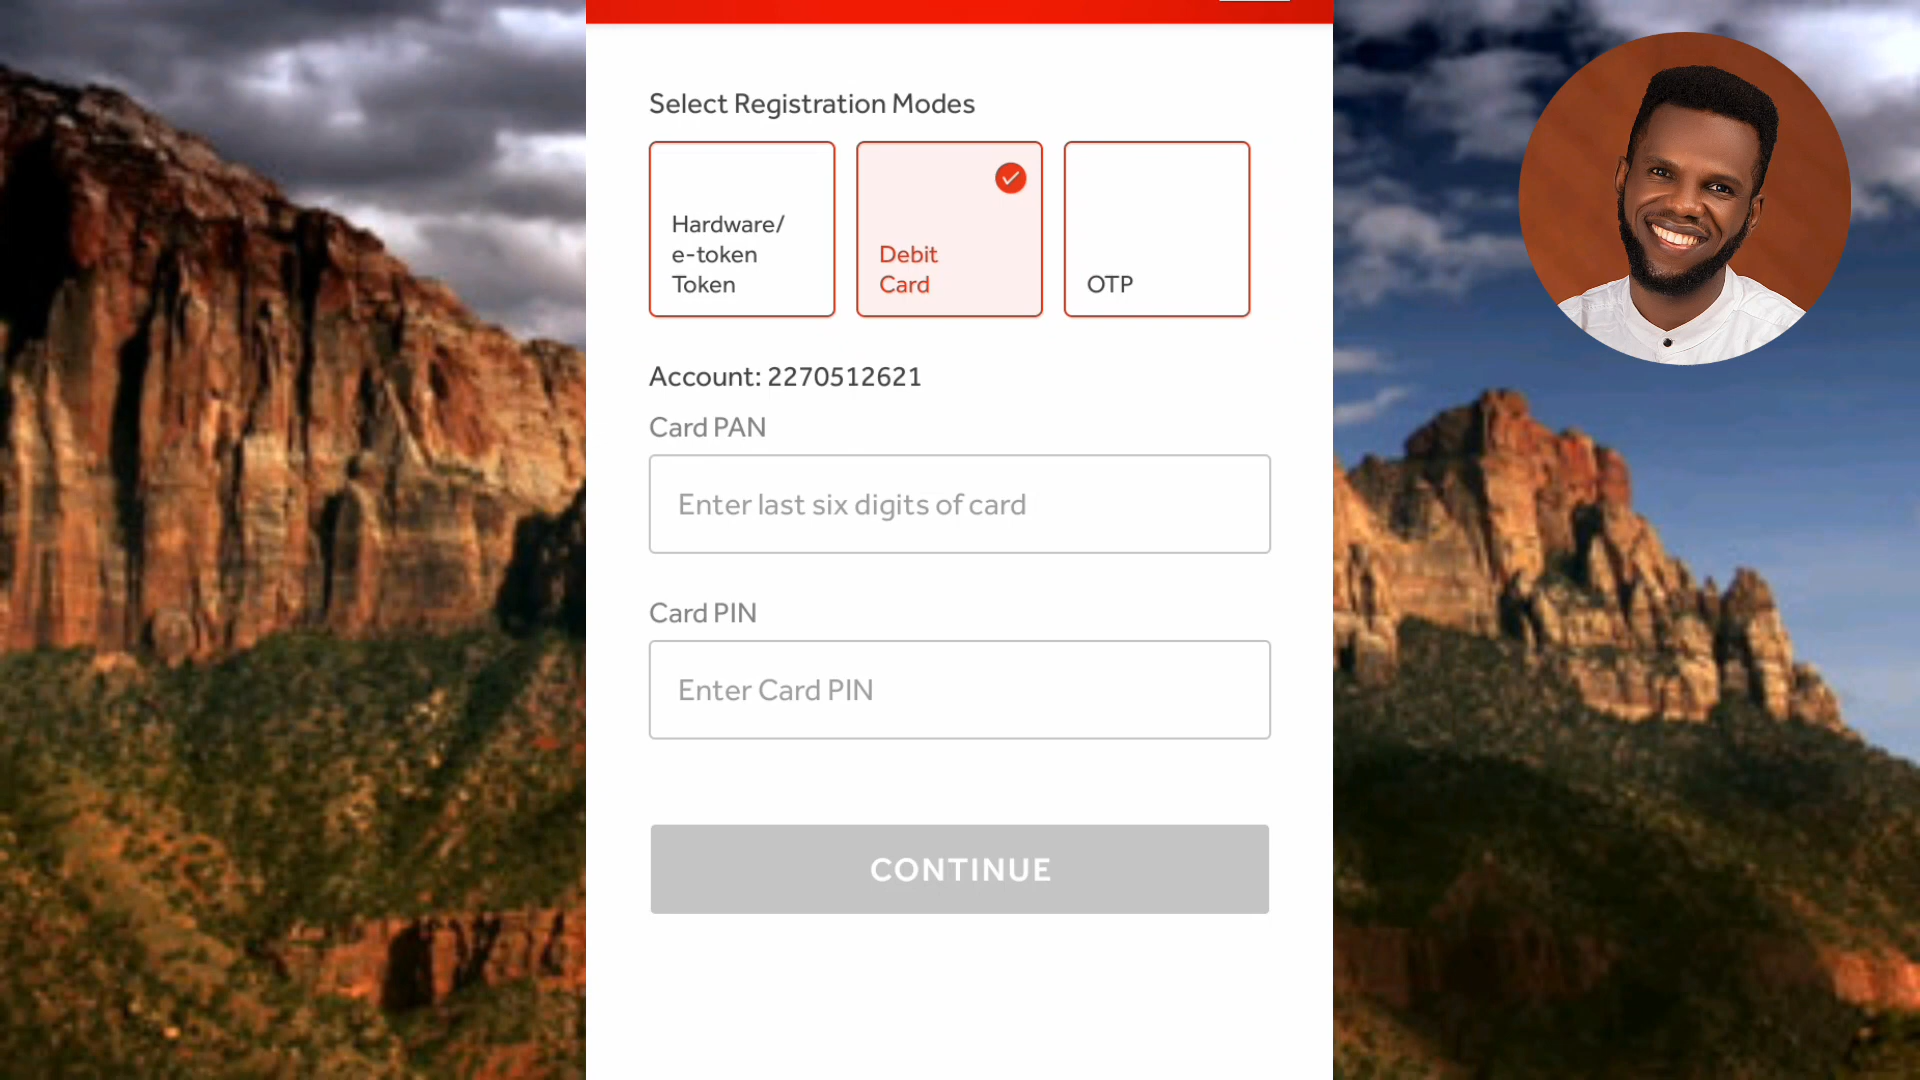 Select Registration Modes
Hardware/
e-token
Token
Debit
Card
OTP
Account: 2270512621
Card PAN
Enter last six digits of card
Card PIN
Enter Card PIN
CONTINUE